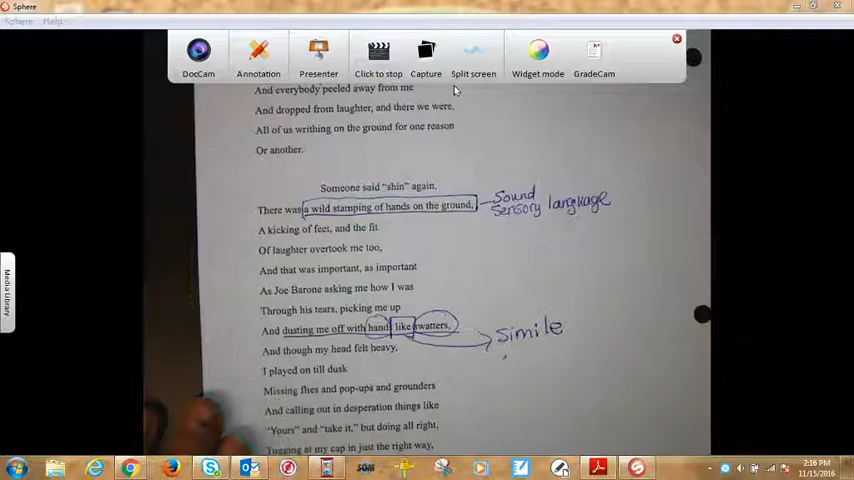 Sphere
Sphere Help
DocCam
Annotation
Presenter
Click to stop
Capture
Split screen
Widget mode
GradeCam
And everybody peeled away from me
And dropped from laughter, and there we were,
All of us writhing on the ground for one reason
Or another.
Someone said "shin" again.
There was a wild stamping of hands on the ground,
Sound
sensory language
A kicking of feet, and the fit
Of laughter overtook me too,
And that was important, as important
As Joe Barone asking me how I was
Through his tears, picking me up
And dusting me off with hands like swatters,
simile
And though my head felt heavy,
I played on till dusk
Missing flies and pop-ups and grounders
And calling out in desperation things like
"Yours" and "take it," but doing all right,
Tugging at my cap in just the right way,
Media Library
SOM
2:16 PM
11/15/2016